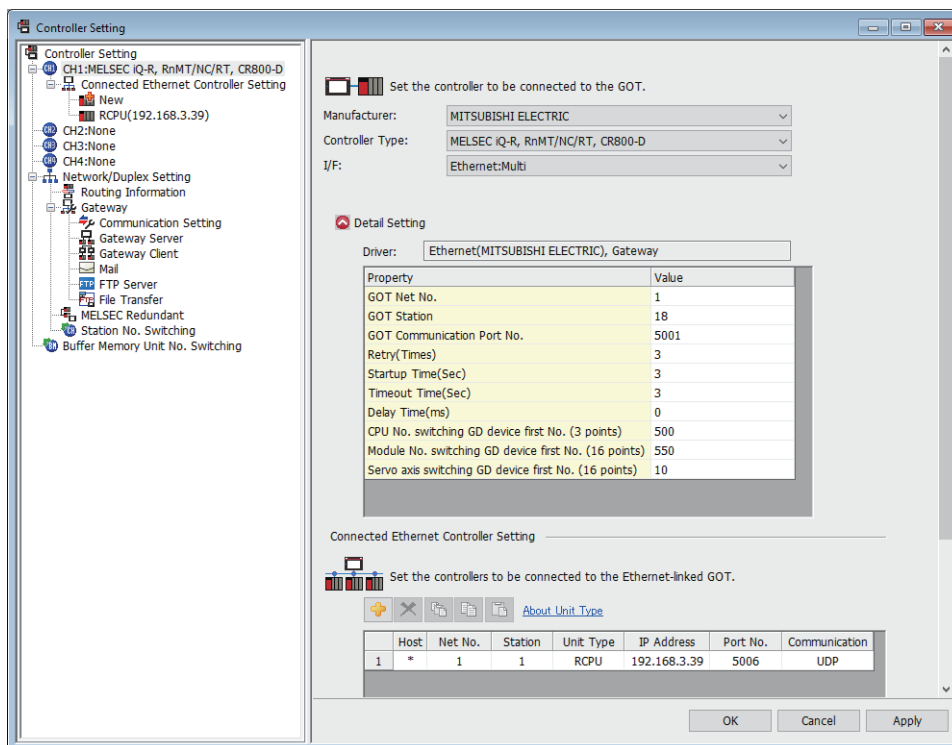 Controller Setting
Controller Setting
CH1:MELSEC iQ-R, RnMT/NC/RT, CR800-D
Connected Ethernet Controller Setting
New
RCPU(192.168.3.39)
CH2:None
CH3:None
CH4:None
Network/Duplex Setting
Routing Information
Gateway
Communication Setting
Gateway Server
Gateway Client
Mail
FTP Server
File Transfer
MELSEC Redundant
Station No. Switching
Buffer Memory Unit No. Switching
Set the controller to be connected to the GOT.
Manufacturer: MITSUBISHI ELECTRIC
Controller Type: MELSEC iQ-R, RnMT/NC/RT, CR800-D
I/F: Ethernet:Multi
Detail Setting
Driver: Ethernet(MITSUBISHI ELECTRIC), Gateway
Property Value
GOT Net No. 1
GOT Station 18
GOT Communication Port No. 5001
Retry(Times) 3
Startup Time(Sec) 3
Timeout Time(Sec) 3
Delay Time(ms) 0
CPU No. switching GD device first No. (3 points) 500
Module No. switching GD device first No. (16 points) 550
Servo axis switching GD device first No. (16 points) 10
Connected Ethernet Controller Setting
Set the controllers to be connected to the Ethernet-linked GOT.
About Unit Type
Host Net No. Station Unit Type IP Address Port No. Communication
1 * 1 1 RCPU 192.168.3.39 5006 UDP
OK Cancel Apply